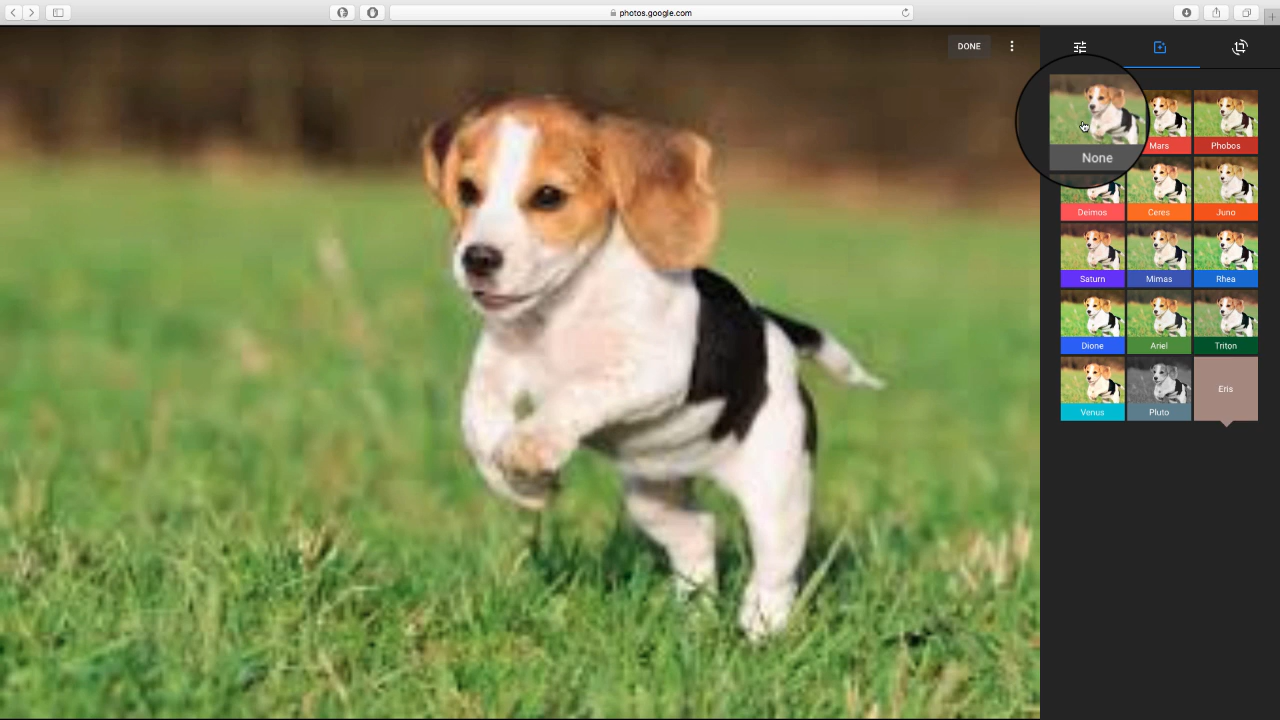 photos.google.com
DONE
None
Mars
Phobos
Deimos
Ceres
Juno
Saturn
Mimas
Rhea
Dione
Ariel
Triton
Venus
Pluto
Eris